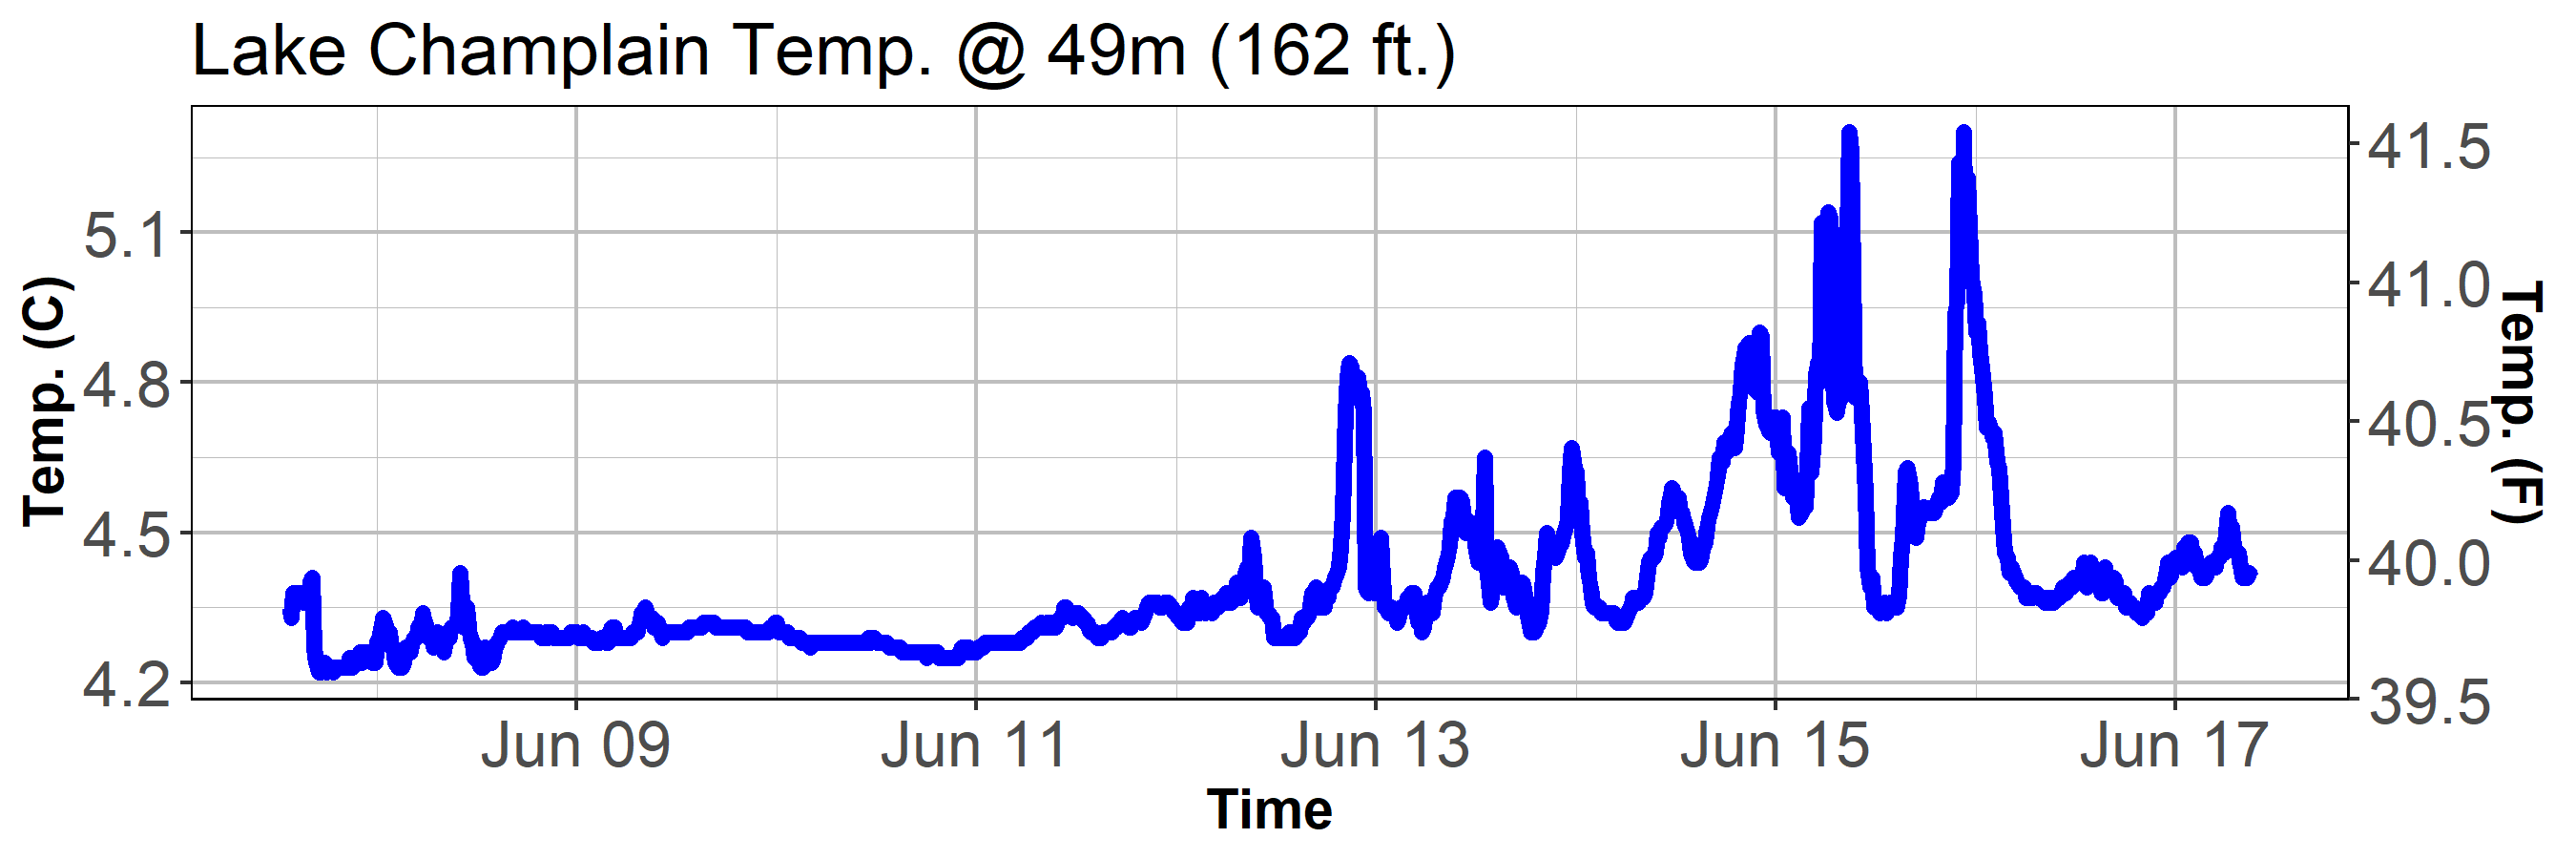 Lake Champlain Temp. @ 49m (162 ft.)
Temp. (C)
5.1
4.8
4.5
4.2
41.5
41.0
40.5
40.0
39.5
Temp. (F)
Jun 09 Jun 11 Jun 13 Jun 15 Jun 17
Time